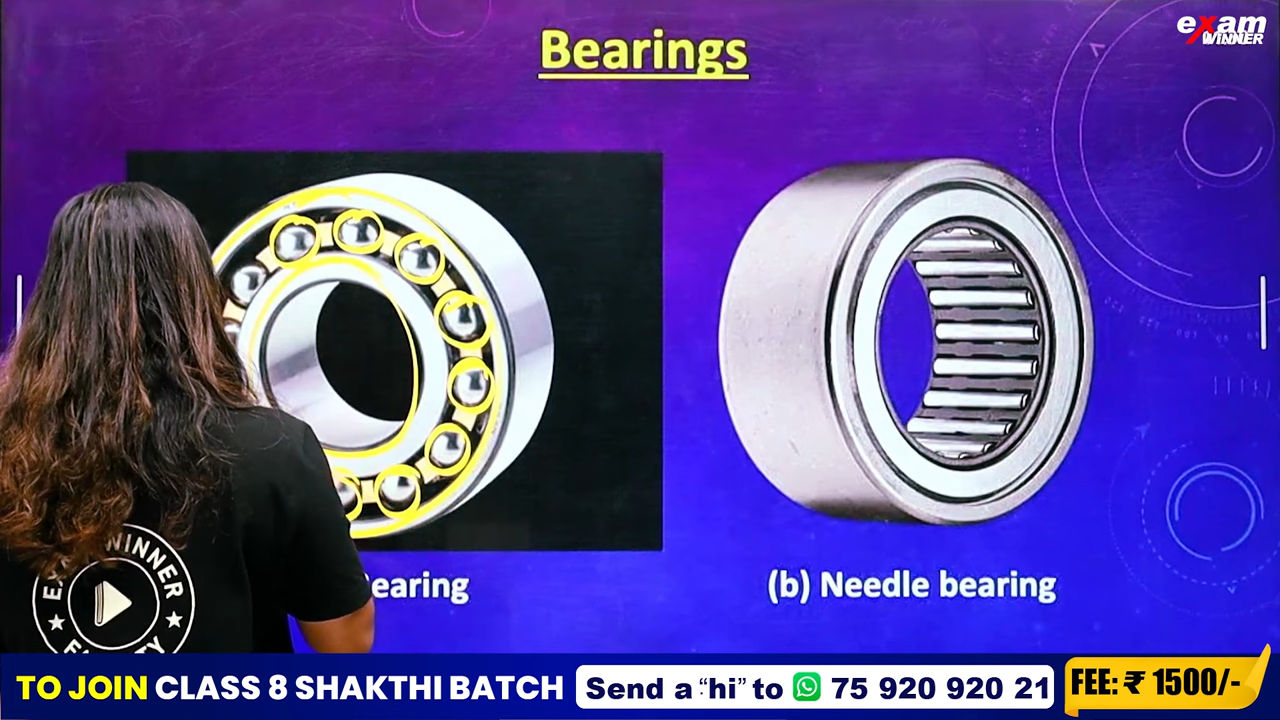 exam
WINNER
Bearings
earing
(b) Needle bearing
WINNER
TO JOIN CLASS 8 SHAKTHI BATCH
Send a “hi” to 75 920 920 21
FEE: ₹ 1500/-